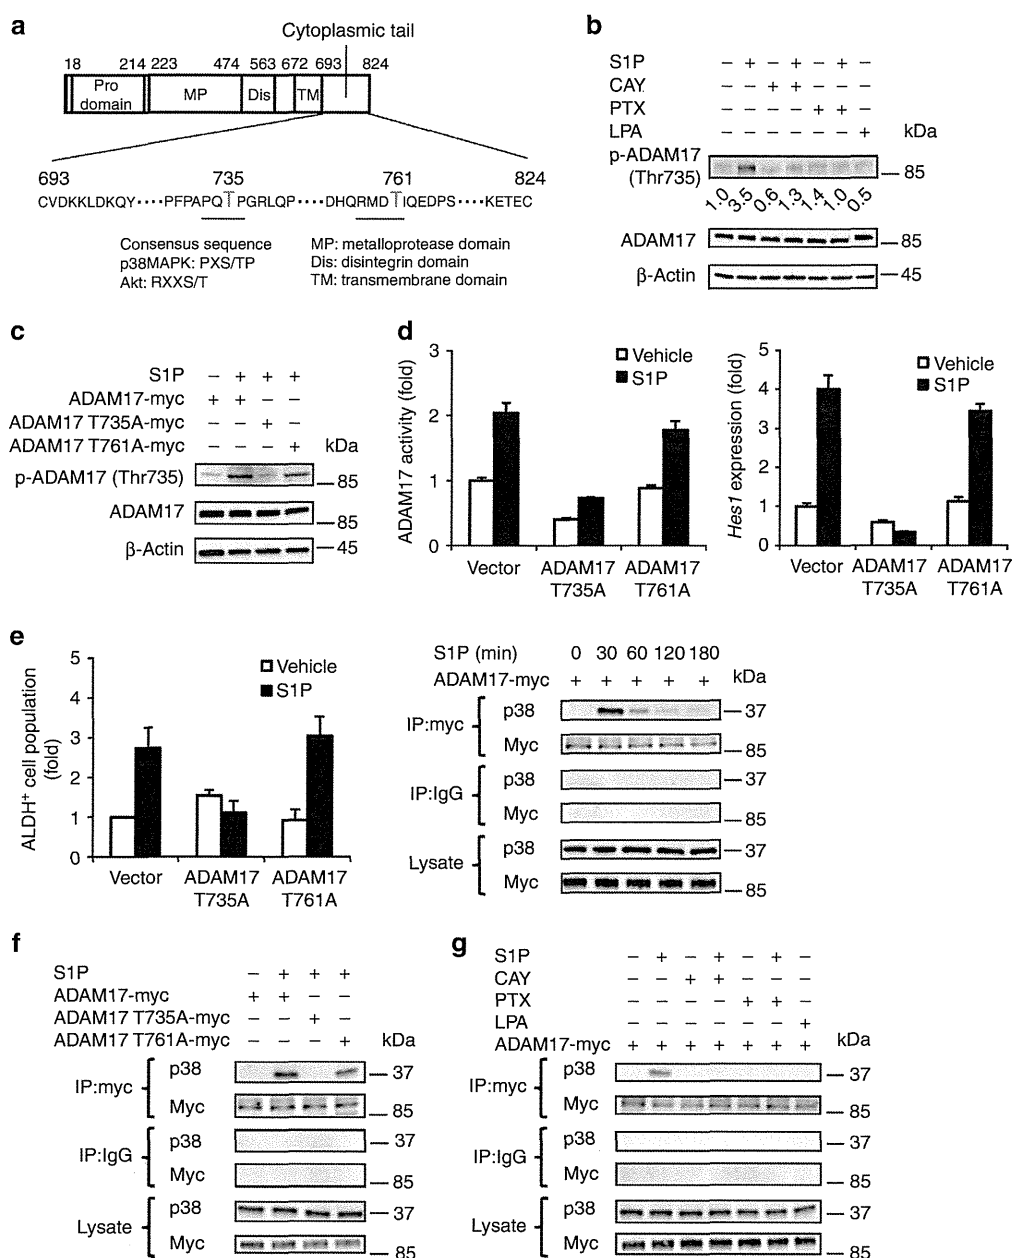 a
Cytoplasmic tail
18 214 223 474 563 672 693 824
Pro domain MP Dis TM
693 735 761 824
CVDKKLDKQY····PFPAPQTPGRLQP····DHQRMDTIQEDPS····KETEC
Consensus sequence
p38MAPK: PXS/TP
Akt: RXXS/T
MP: metalloprotease domain
Dis: disintegrin domain
TM: transmembrane domain
b
S1P − + − + − + −
CAY − − + + − − −
PTX − − − − + + −
LPA − − − − − − + kDa
p-ADAM17 (Thr735) 85
1.0 3.5 0.6 1.3 1.4 1.0 0.5
ADAM17 85
β-Actin 45
c
S1P − + + +
ADAM17-myc + + − −
ADAM17 T735A-myc − − + −
ADAM17 T761A-myc − − − + kDa
p-ADAM17 (Thr735) 85
ADAM17 85
β-Actin 45
d
ADAM17 activity (fold)
3
2
1
0
Vehicle
S1P
Vector ADAM17 T735A ADAM17 T761A
Hes1 expression (fold)
5
4
3
2
1
0
Vehicle
S1P
Vector ADAM17 T735A ADAM17 T761A
e
ALDH+ cell population (fold)
5
4
3
2
1
0
Vehicle
S1P
Vector ADAM17 T735A ADAM17 T761A
S1P (min) 0 30 60 120 180
ADAM17-myc + + + + + kDa
IP:myc p38 37
Myc 85
IP:IgG p38 37
Myc 85
Lysate p38 37
Myc 85
f
S1P − + + +
ADAM17-myc + + − −
ADAM17 T735A-myc − − + −
ADAM17 T761A-myc − − − + kDa
IP:myc p38 37
Myc 85
IP:IgG p38 37
Myc 85
Lysate p38 37
Myc 85
g
S1P − + − + − + −
CAY − − + + − − −
PTX − − − − + + −
LPA − − − − − − +
ADAM17-myc + + + + + + + kDa
IP:myc p38 37
Myc 85
IP:IgG p38 37
Myc 85
Lysate p38 37
Myc 85